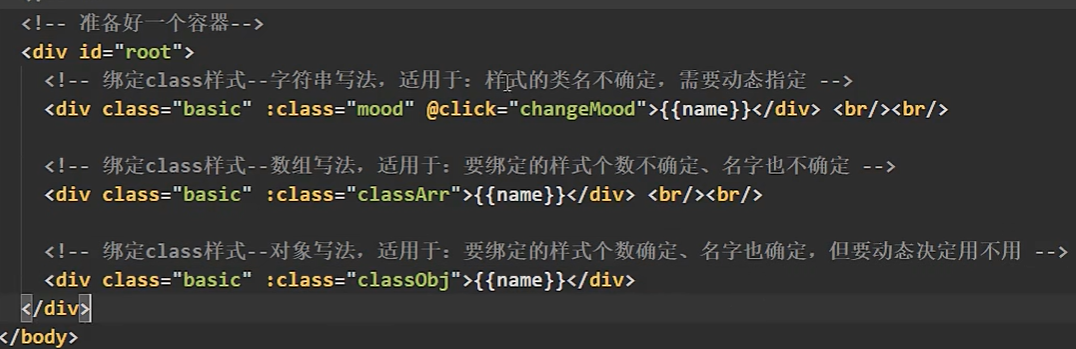 <!-- 准备好一个容器-->
<div id="root">
<!-- 绑定class样式--字符串写法，适用于：样式的类名不确定，需要动态指定 -->
<div class="basic" :class="mood" @click="changeMood">{{name}}</div> <br/><br/>
<!-- 绑定class样式--数组写法，适用于：要绑定的样式个数不确定、名字也不确定 -->
<div class="basic" :class="classArr">{{name}}</div> <br/><br/>
<!-- 绑定class样式--对象写法，适用于：要绑定的样式个数确定、名字也确定，但要动态决定用不用 -->
<div class="basic" :class="classObj">{{name}}</div>
</div>
</body>